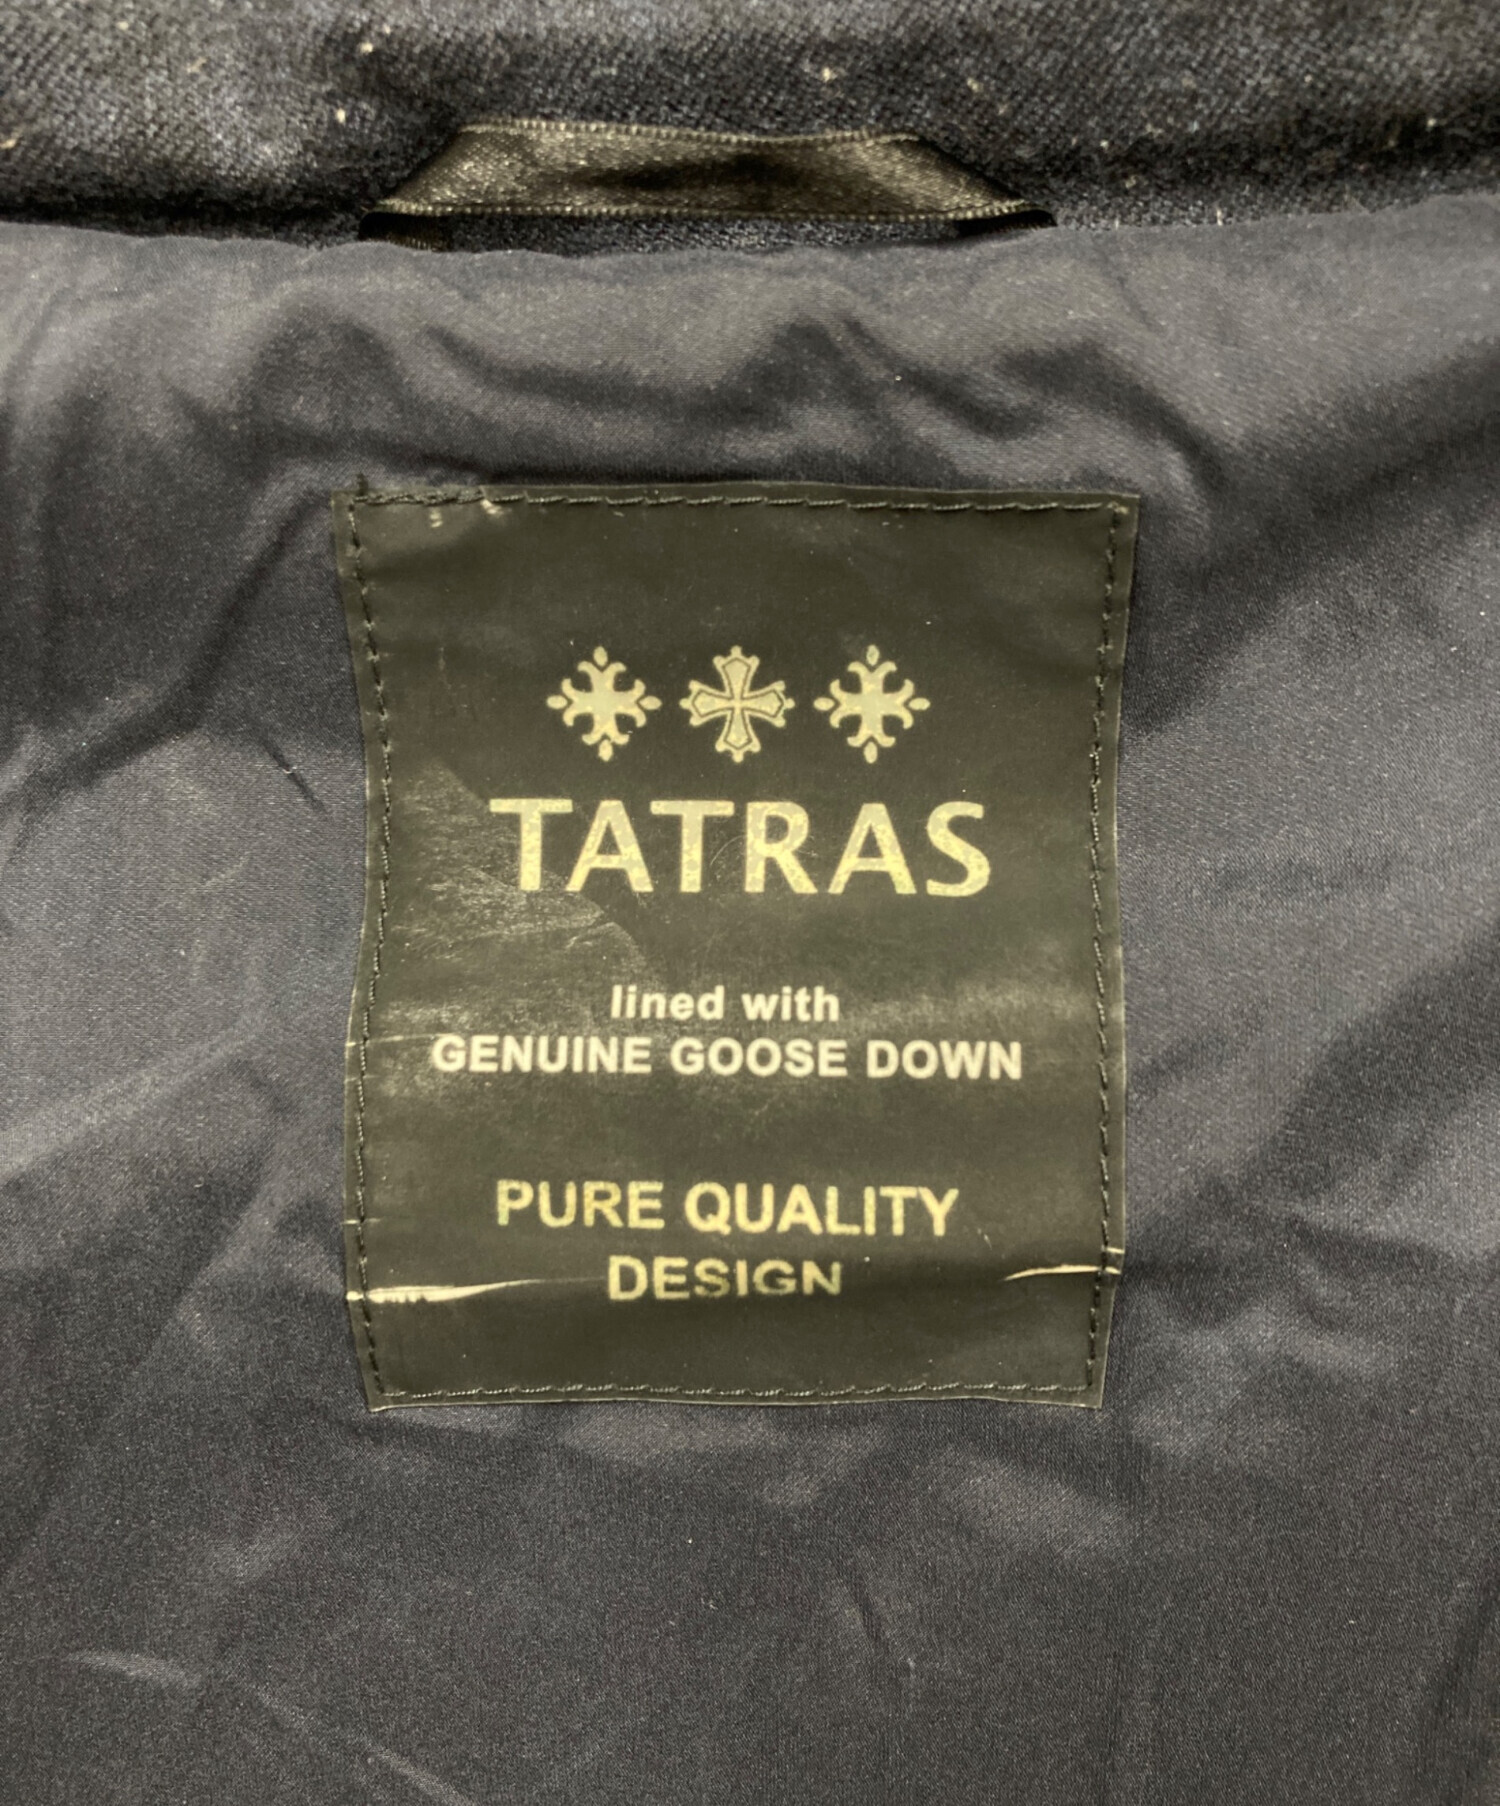 TATRAS
lined with
GENUINE GOOSE DOWN
PURE QUALITY
DESIGN